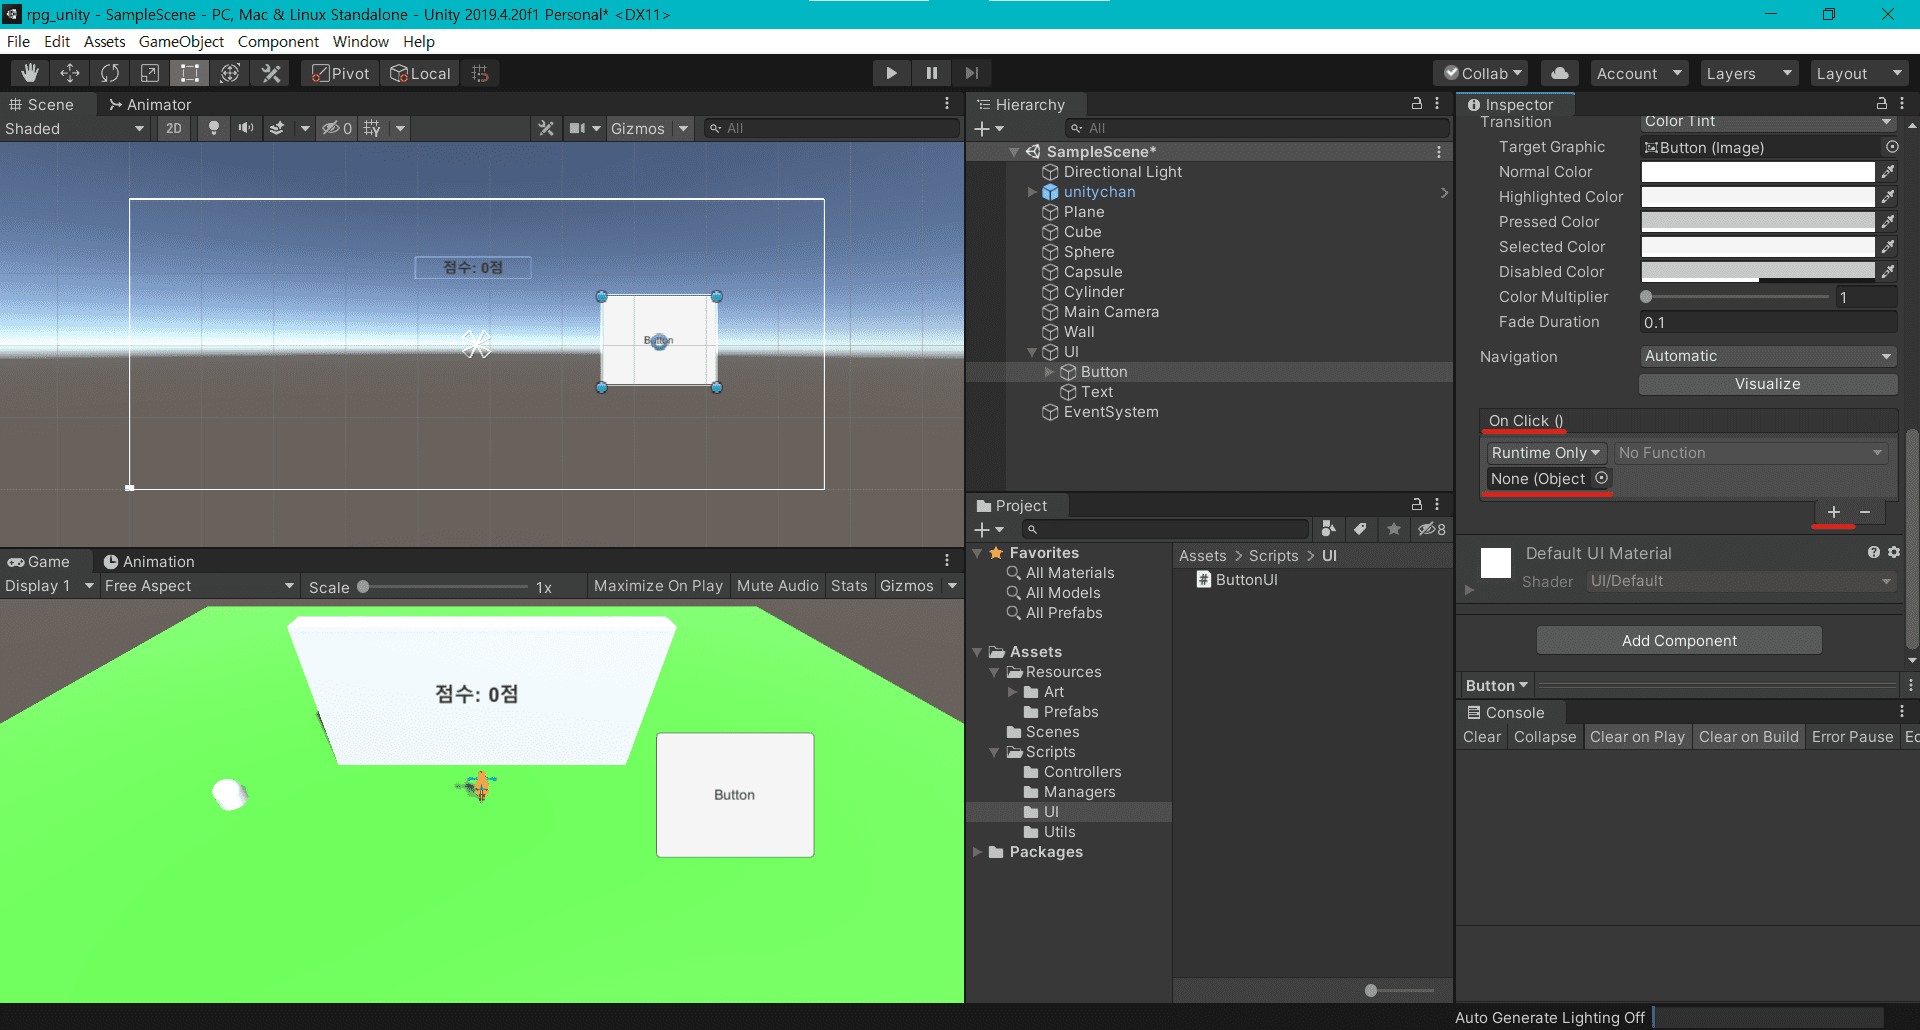 rpg_unity - SampleScene - PC, Mac & Linux Standalone - Unity 2019.4.20f1 Personal* <DX11>
File Edit Assets GameObject Component Window Help
Pivot Local Collab Account Layers Layout
Scene Animator
Shaded 2D 0 Gizmos All
점수: 0점
Button
Game Animation
Display 1 Free Aspect Scale 1x Maximize On Play Mute Audio Stats Gizmos
점수: 0점
Button
Hierarchy
All
SampleScene*
Directional Light
unitychan
Plane
Cube
Sphere
Capsule
Cylinder
Main Camera
Wall
UI
Button
Text
EventSystem
Project
8
Favorites
All Materials
All Models
All Prefabs
Assets
Resources
Art
Prefabs
Scenes
Scripts
Controllers
Managers
UI
Utils
Packages
Assets > Scripts > UI
# ButtonUI
Inspector
Transition Color Tint
Target Graphic Button (Image)
Normal Color
Highlighted Color
Pressed Color
Selected Color
Disabled Color
Color Multiplier 1
Fade Duration 0.1
Navigation Automatic
Visualize
On Click ()
Runtime Only No Function
None (Object
+ −
Default UI Material
Shader UI/Default
Add Component
Button
Console
Clear Collapse Clear on Play Clear on Build Error Pause Ec
Auto Generate Lighting Off